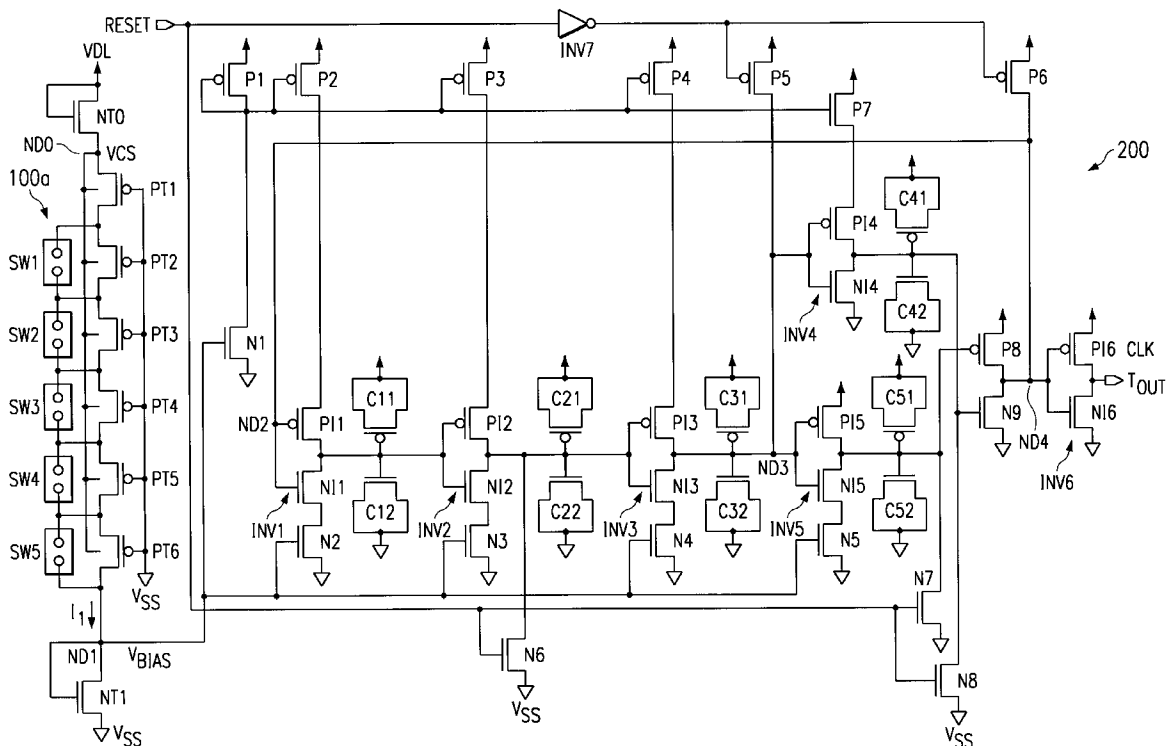 RESET
INV7
VDL
P1
P2
P3
P4
P5
P6
NT0
P7
ND0
VCS
200
100a
PT1
C41
PI4
SW1
PT2
NI4
C42
INV4
SW2
PT3
N1
P8
PI6
CLK
TOUT
C11
C21
C31
C51
SW3
PT4
ND2
PI1
PI2
PI3
PI5
N9
NI6
ND3
ND4
SW4
PT5
NI1
NI2
NI3
NI5
INV6
INV1
C12
INV2
C22
INV3
C32
INV5
C52
SW5
PT6
N2
N3
N4
N5
VSS
I1
N7
ND1
VBIAS
N6
N8
NT1
VSS
VSS
VSS